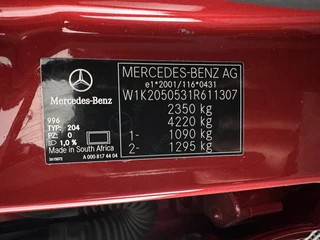 MERCEDES-BENZ AG
e1*2001/116*0431
W1K2050531R611307
2350 kg
4220 kg
1- 1090 kg
2- 1295 kg
Mercedes-Benz
996
TYP: 204
PZ: 0
1,0 %
Made in South Africa
A 000 817 44 04